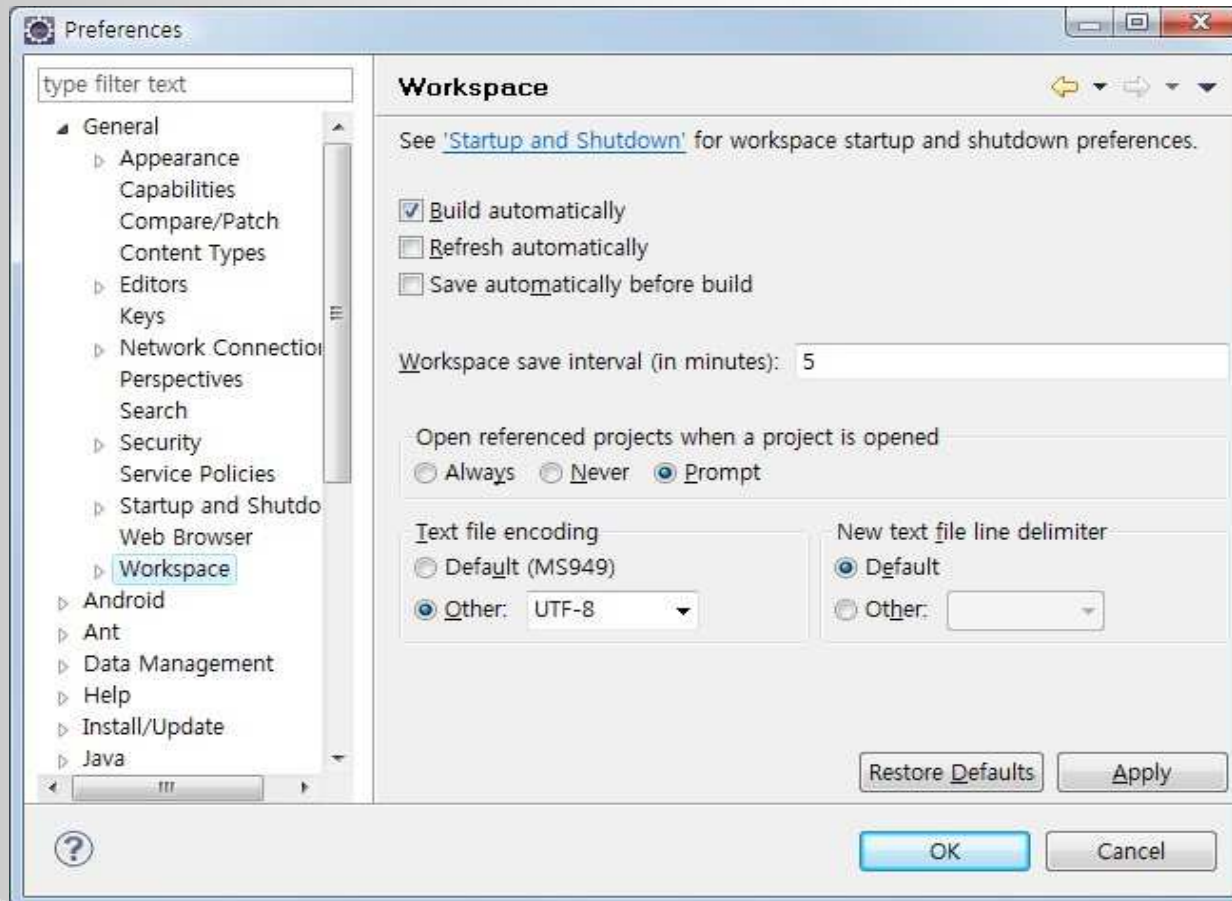 Preferences
type filter text
General
Appearance
Capabilities
Compare/Patch
Content Types
Editors
Keys
Network Connection
Perspectives
Search
Security
Service Policies
Startup and Shutdo
Web Browser
Workspace
Android
Ant
Data Management
Help
Install/Update
Java
Workspace
See 'Startup and Shutdown' for workspace startup and shutdown preferences.
Build automatically
Refresh automatically
Save automatically before build
Workspace save interval (in minutes): 5
Open referenced projects when a project is opened
Always Never Prompt
Text file encoding
Default (MS949)
Other: UTF-8
New text file line delimiter
Default
Other:
Restore Defaults Apply
OK Cancel